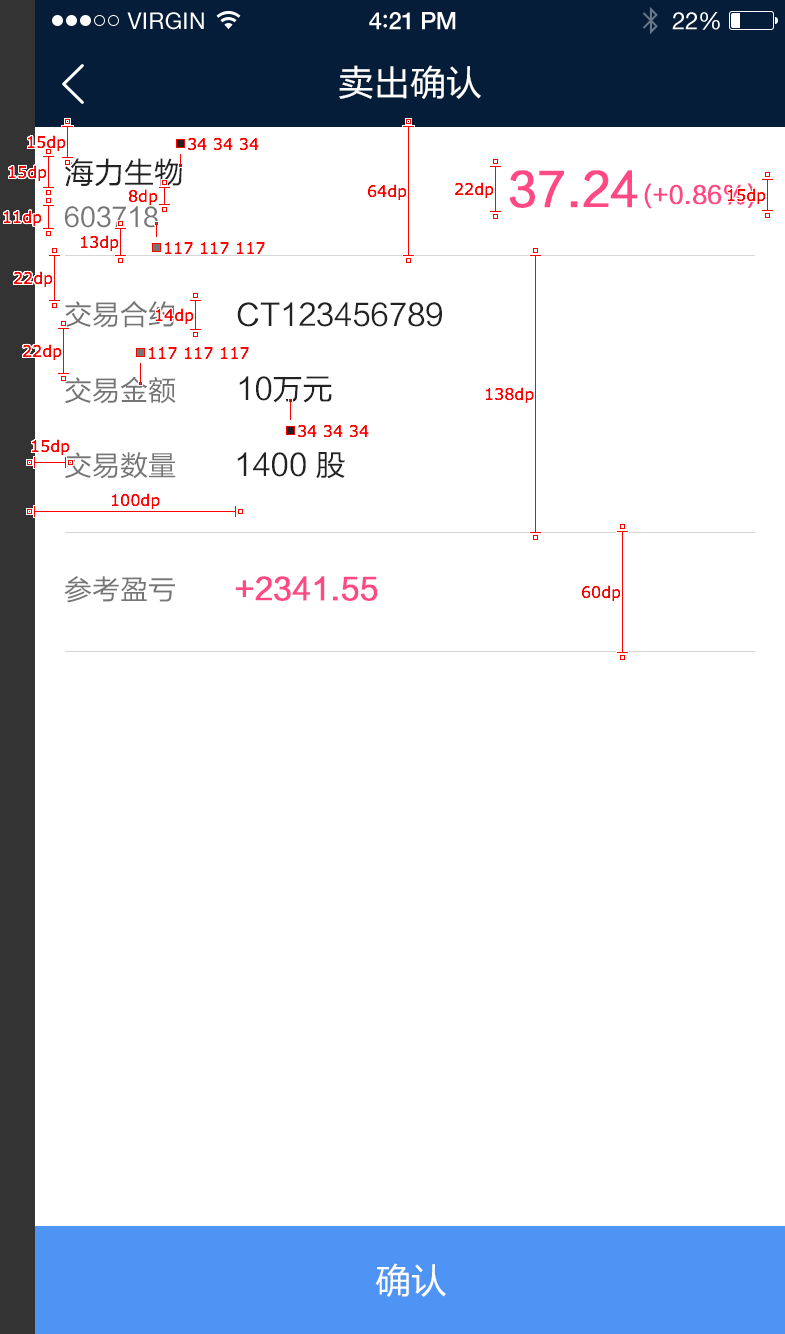 VIRGIN 4:21 PM 22%
卖出确认
15dp 34 34 34
15dp 海力生物 64dp 22dp 37.24 (+0.86%) 15dp
8dp
11dp 603718
13dp 117 117 117
22dp
交易合约 14dp CT123456789
22dp 117 117 117
交易金额 10万元 138dp
34 34 34
15dp
交易数量 1400 股
100dp
参考盈亏 +2341.55 60dp
确认